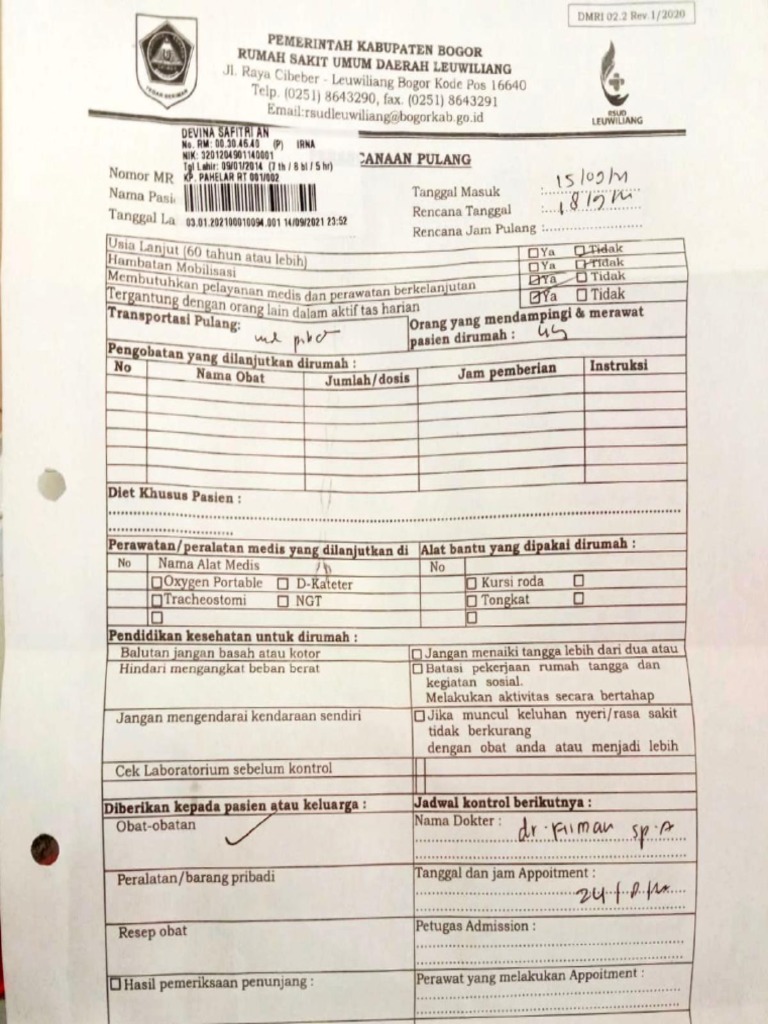 DMRI 02.2 Rev.1/2020
PEMERINTAH KABUPATEN BOGOR
RUMAH SAKIT UMUM DAERAH LEUWILIANG
Jl. Raya Cibeber - Leuwiliang Bogor Kode Pos 16640
Telp. (0251) 8643290, fax. (0251) 8643291
Email:rsudleuwiliang@bogorkab.go.id
TEGAR BERIMAN
RSUD
LEUWILIANG
DEVINA SAFITRI AN
No. RM: 00.30.46.40 (P) IRNA
NIK: 3201204901140001
Tgl Lahir: 09/01/2014 (7 th / 8 bl / 5 hr)
KP. PAHELAR RT 001/002
03.01.202100010094.001 14/09/2021 23:52
CANAAN PULANG
Nomor MR
Nama Pasi
Tanggal La
Tanggal Masuk :
Rencana Tanggal :
Rencana Jam Pulang :
Usia Lanjut (60 tahun atau lebih) Ya Tidak
Hambatan Mobilisasi Ya Tidak
Membutuhkan pelayanan medis dan perawatan berkelanjutan Ya Tidak
Tergantung dengan orang lain dalam aktif tas harian Ya Tidak
Transportasi Pulang:
Orang yang mendampingi & merawat
pasien dirumah :
Pengobatan yang dilanjutkan dirumah :
No Nama Obat Jumlah/dosis Jam pemberian Instruksi
Diet Khusus Pasien :
Perawatan/peralatan medis yang dilanjutkan di Alat bantu yang dipakai dirumah :
No Nama Alat Medis No
Oxygen Portable D-Kateter Kursi roda
Tracheostomi NGT Tongkat
Pendidikan kesehatan untuk dirumah :
Balutan jangan basah atau kotor Jangan menaiki tangga lebih dari dua atau
Hindari mengangkat beban berat Batasi pekerjaan rumah tangga dan
kegiatan sosial.
Melakukan aktivitas secara bertahap
Jangan mengendarai kendaraan sendiri Jika muncul keluhan nyeri/rasa sakit
tidak berkurang
dengan obat anda atau menjadi lebih
Cek Laboratorium sebelum kontrol
Diberikan kepada pasien atau keluarga : Jadwal kontrol berikutnya :
Obat-obatan Nama Dokter : dr. sp.A
Peralatan/barang pribadi Tanggal dan jam Appoitment :
Resep obat Petugas Admission :
Hasil pemeriksaan penunjang : Perawat yang melakukan Appoitment :